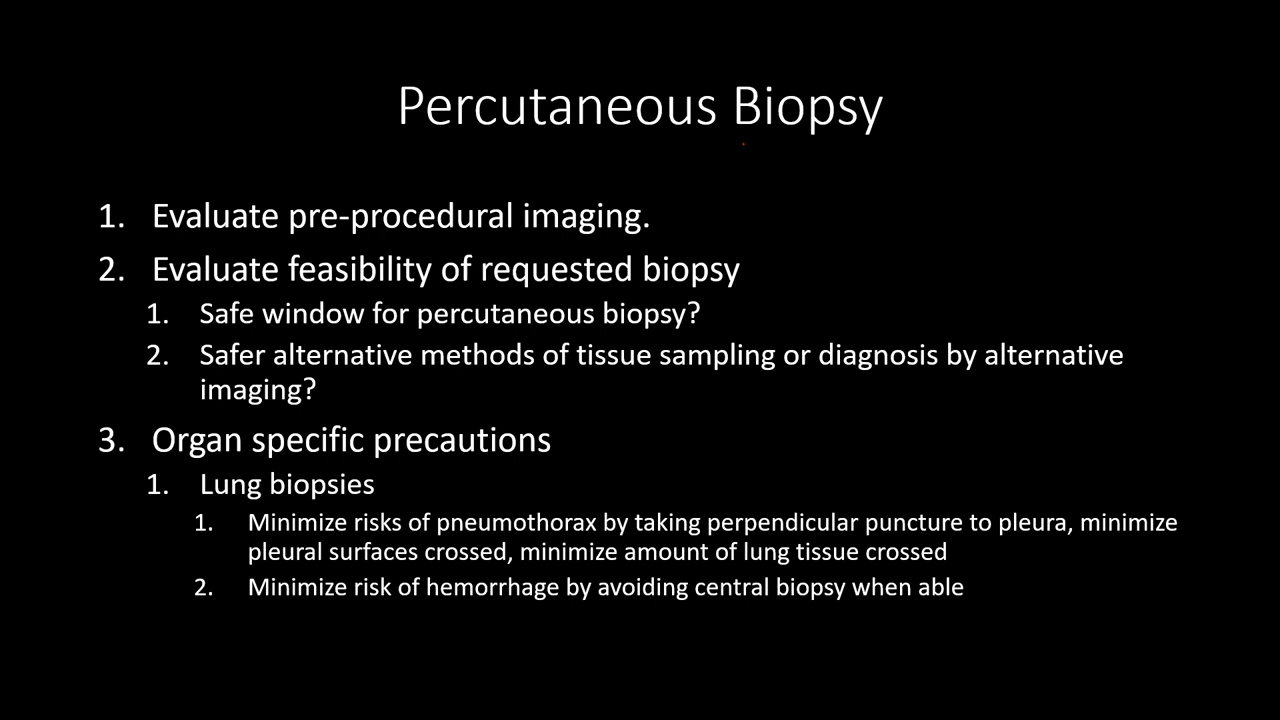 Percutaneous Biopsy
1. Evaluate pre-procedural imaging.
2. Evaluate feasibility of requested biopsy
1. Safe window for percutaneous biopsy?
2. Safer alternative methods of tissue sampling or diagnosis by alternative
imaging?
3. Organ specific precautions
1. Lung biopsies
1. Minimize risks of pneumothorax by taking perpendicular puncture to pleura, minimize
pleural surfaces crossed, minimize amount of lung tissue crossed
2. Minimize risk of hemorrhage by avoiding central biopsy when able